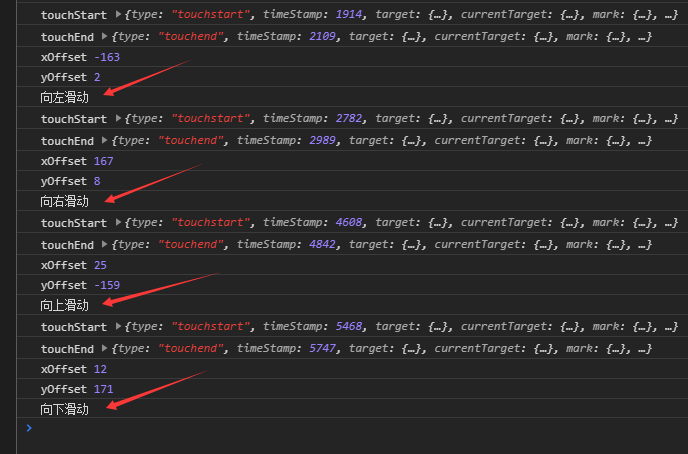 touchStart ▶{type: "touchstart", timeStamp: 1914, target: {…}, currentTarget: {…}, mark: {…}, …}
touchEnd ▶{type: "touchend", timeStamp: 2109, target: {…}, currentTarget: {…}, mark: {…}, …}
xOffset -163
yOffset 2
向左滑动
touchStart ▶{type: "touchstart", timeStamp: 2782, target: {…}, currentTarget: {…}, mark: {…}, …}
touchEnd ▶{type: "touchend", timeStamp: 2989, target: {…}, currentTarget: {…}, mark: {…}, …}
xOffset 167
yOffset 8
向右滑动
touchStart ▶{type: "touchstart", timeStamp: 4608, target: {…}, currentTarget: {…}, mark: {…}, …}
touchEnd ▶{type: "touchend", timeStamp: 4842, target: {…}, currentTarget: {…}, mark: {…}, …}
xOffset 25
yOffset -159
向上滑动
touchStart ▶{type: "touchstart", timeStamp: 5468, target: {…}, currentTarget: {…}, mark: {…}, …}
touchEnd ▶{type: "touchend", timeStamp: 5747, target: {…}, currentTarget: {…}, mark: {…}, …}
xOffset 12
yOffset 171
向下滑动